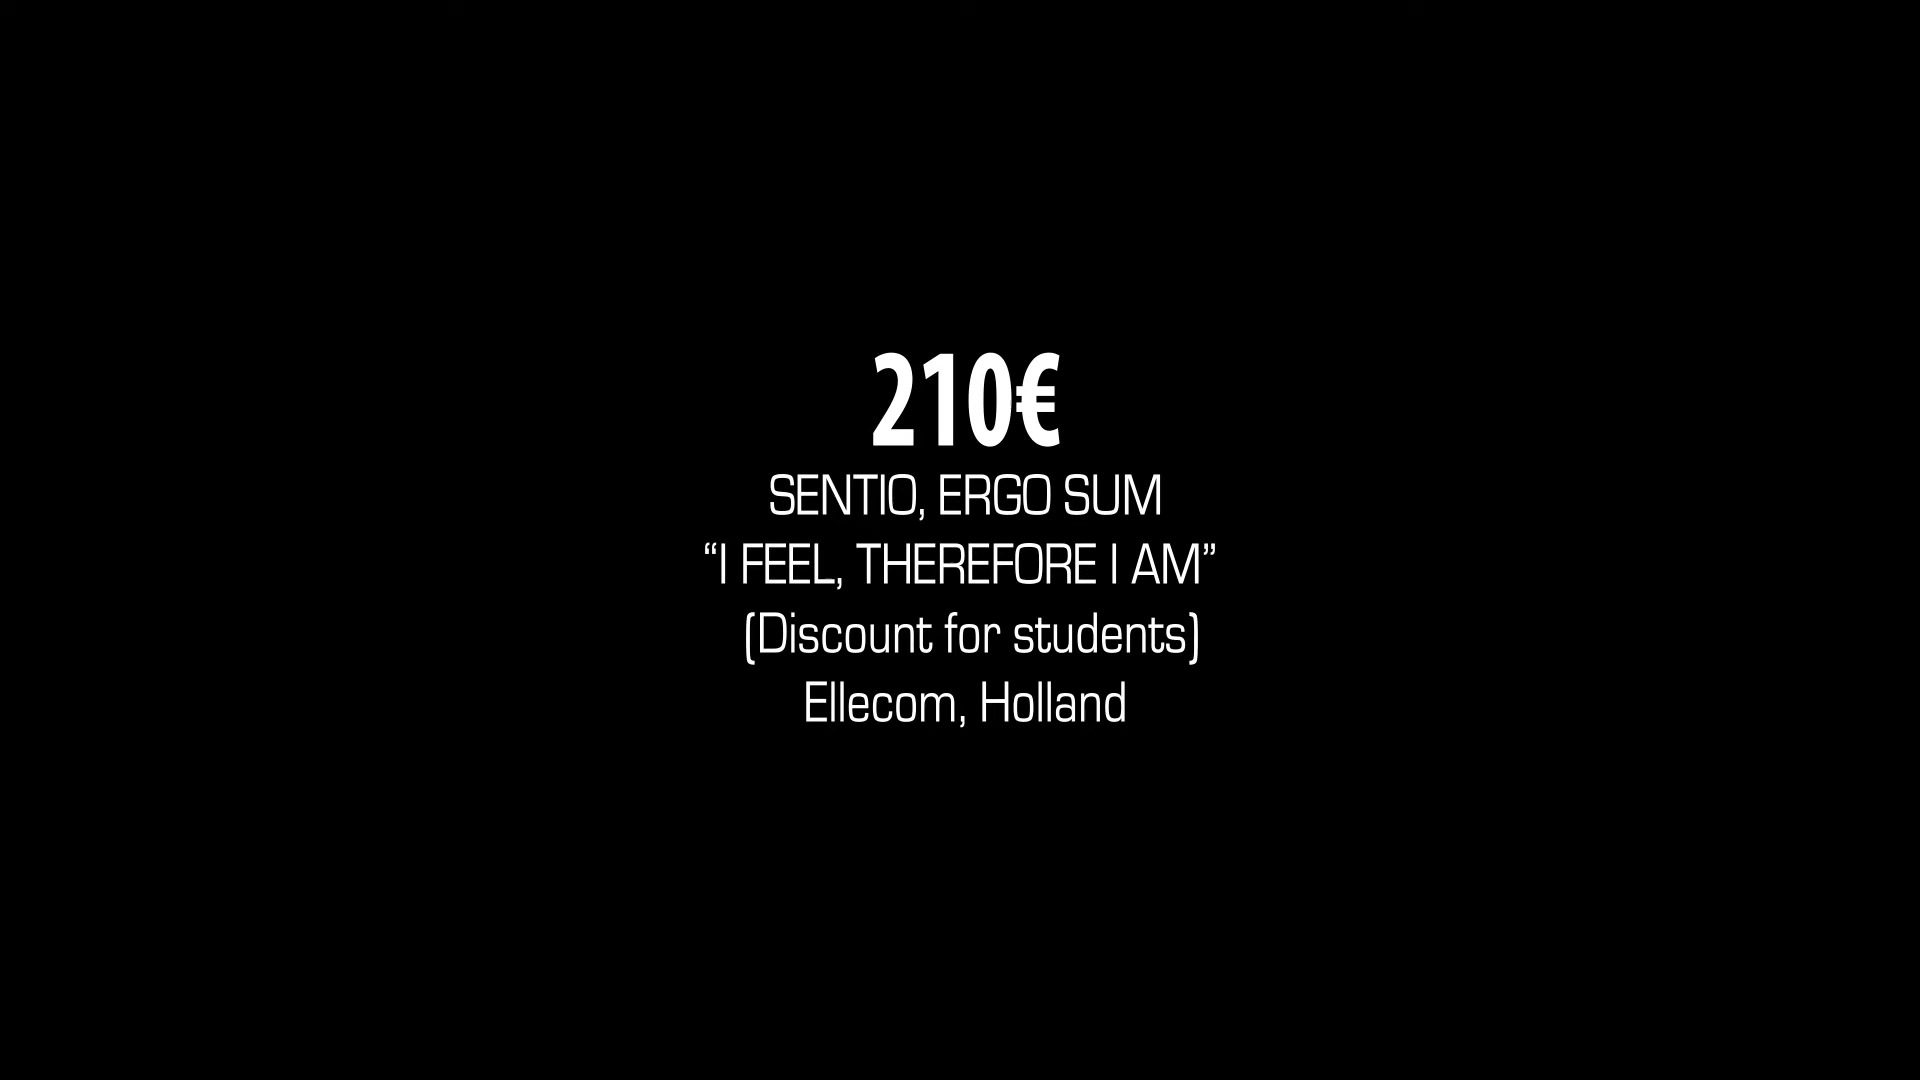 210€
SENTIO, ERGO SUM
“I FEEL, THEREFORE I AM”
(Discount for students)
Ellecom, Holland